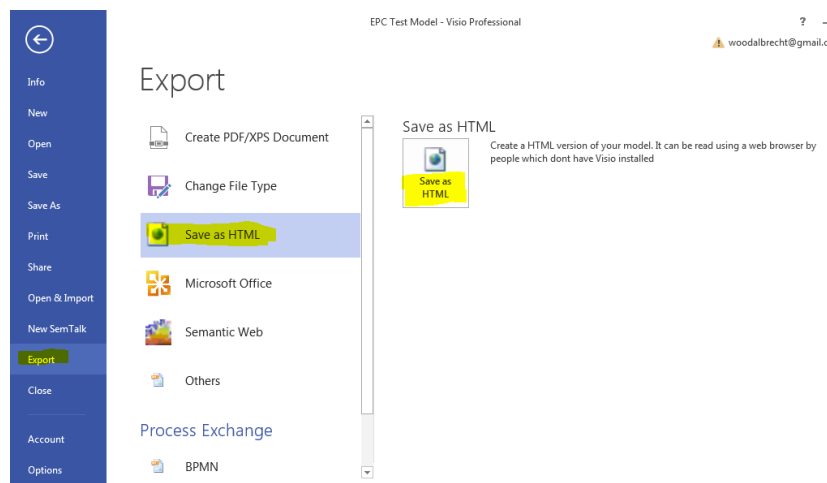 EPC Test Model - Visio Professional
?
woodalbrecht@gmail.c
Info
New
Open
Save
Save As
Print
Share
Open & Import
New SemTalk
Export
Close
Account
Options
Export
Create PDF/XPS Document
Change File Type
Save as HTML
Microsoft Office
Semantic Web
Others
Process Exchange
BPMN
Save as HTML
Save as
HTML
Create a HTML version of your model. It can be read using a web browser by
people which dont have Visio installed